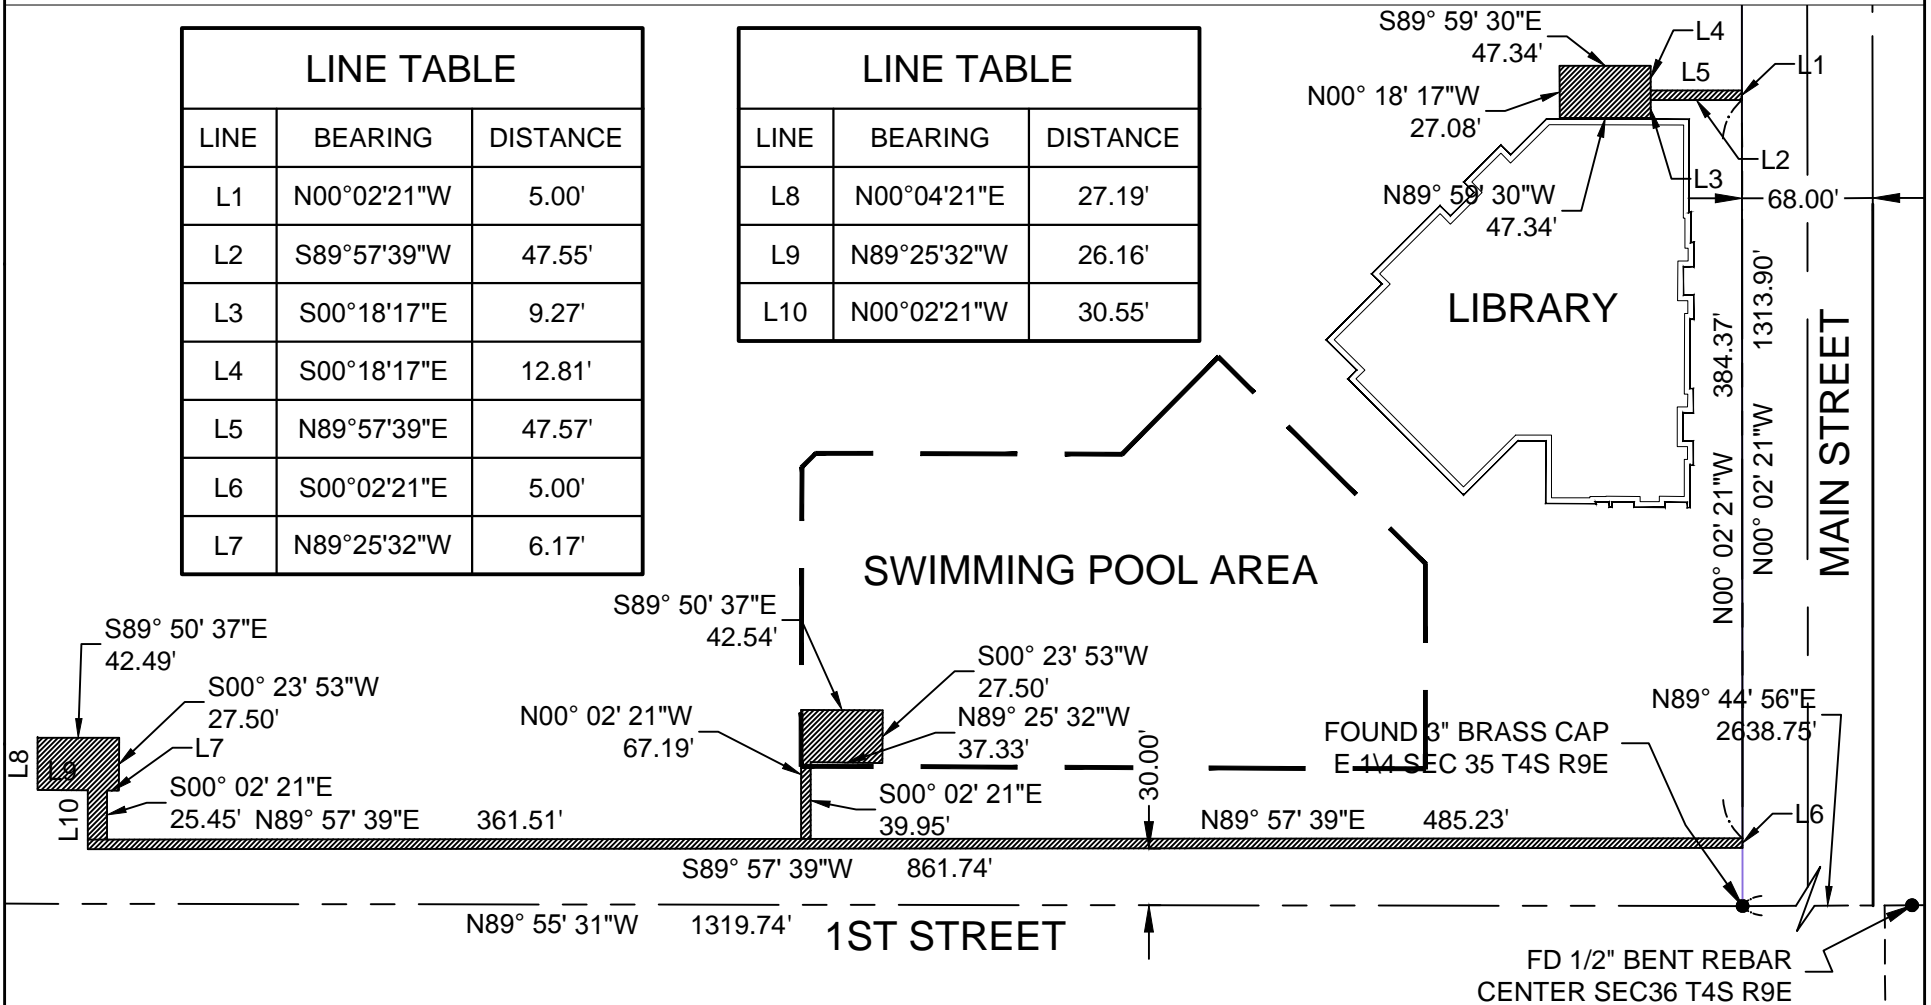 LINE TABLE
LINE BEARING DISTANCE
L1 N00°02'21"W 5.00'
L2 S89°57'39"W 47.55'
L3 S00°18'17"E 9.27'
L4 S00°18'17"E 12.81'
L5 N89°57'39"E 47.57'
L6 S00°02'21"E 5.00'
L7 N89°25'32"W 6.17'
LINE TABLE
LINE BEARING DISTANCE
L8 N00°04'21"E 27.19'
L9 N89°25'32"W 26.16'
L10 N00°02'21"W 30.55'
S89° 59' 30"E
47.34'
L4
L5
L1
N00° 18' 17"W
27.08'
L2
L3
N89° 59' 30"W
47.34'
68.00'
LIBRARY
N00° 02' 21"W 384.37'
N00° 02' 21"W 1313.90'
MAIN STREET
SWIMMING POOL AREA
S89° 50' 37"E
42.54'
S89° 50' 37"E
42.49'
S00° 23' 53"W
27.50'
S00° 23' 53"W
27.50'
N00° 02' 21"W
67.19'
N89° 25' 32"W
37.33'
L7
L8
L9
L10
S00° 02' 21"E
25.45'
N89° 57' 39"E 361.51'
S00° 02' 21"E
39.95'
30.00'
FOUND 3" BRASS CAP
E 1\4 SEC 35 T4S R9E
N89° 44' 56"E
2638.75'
N89° 57' 39"E 485.23'
L6
S89° 57' 39"W 861.74'
N89° 55' 31"W 1319.74'
1ST STREET
FD 1/2" BENT REBAR
CENTER SEC36 T4S R9E